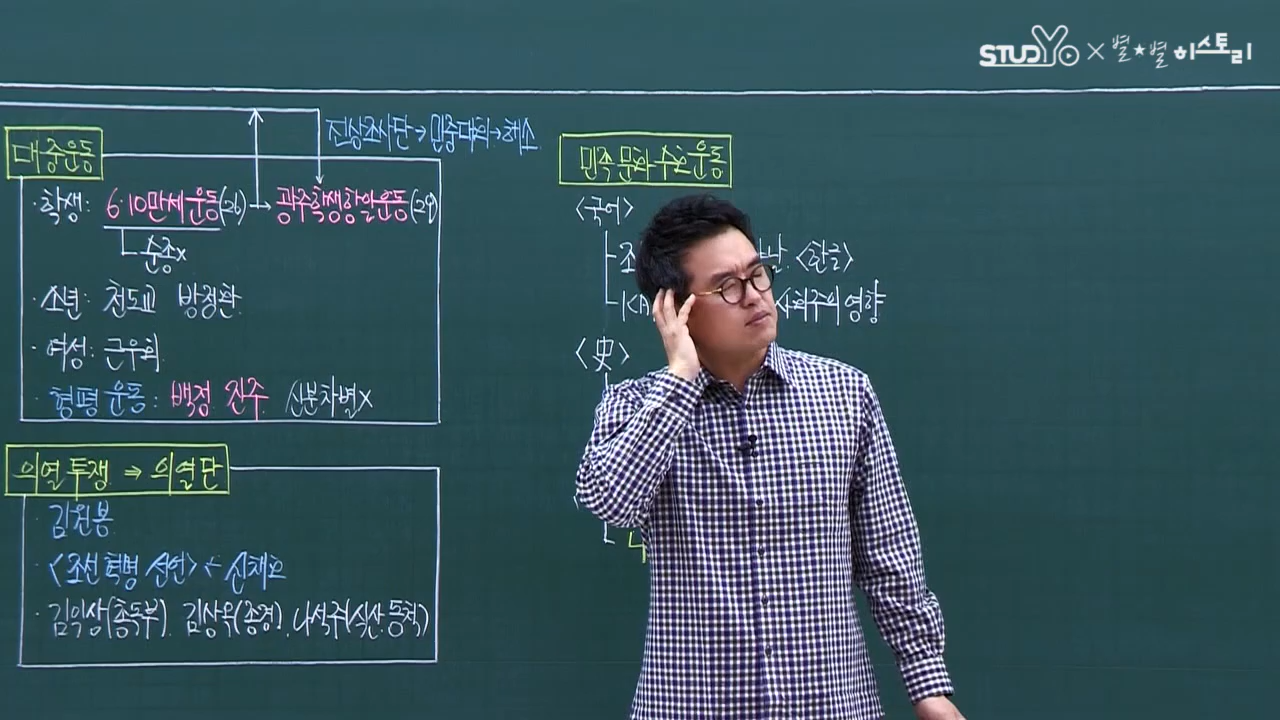 STUDYo × 별★별 히스토리
진상조사단→민중대회→해소
대중운동
·학생: 6·10만세운동(26) → 광주학생항일운동(29)
순종x
·소년: 천도교 방정환
·여성: 근우회
·형평운동: 백정 진주 신분차별X
의열투쟁 ⇒ 의열단
·김원봉
·<조선혁명선언> ← 신채호
·김익상(총독부). 김상옥(종경). 나석주(식산.동척)
민족문화수호운동
<국어>
조
<한글>
KA
사회주의영향
<史>